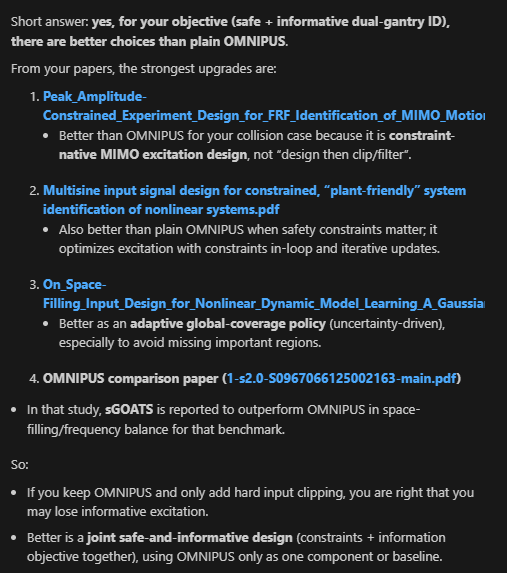 Short answer: yes, for your objective (safe + informative dual-gantry ID),
there are better choices than plain OMNIPUS.
From your papers, the strongest upgrades are:
1. Peak_Amplitude-
Constrained_Experiment_Design_for_FRF_Identification_of_MIMO_Motion
• Better than OMNIPUS for your collision case because it is constraint-
native MIMO excitation design, not "design then clip/filter".
2. Multisine input signal design for constrained, "plant-friendly" system
identification of nonlinear systems.pdf
• Also better than plain OMNIPUS when safety constraints matter; it
optimizes excitation with constraints in-loop and iterative updates.
3. On_Space-
Filling_Input_Design_for_Nonlinear_Dynamic_Model_Learning_A_Gaussian
• Better as an adaptive global-coverage policy (uncertainty-driven),
especially to avoid missing important regions.
4. OMNIPUS comparison paper (1-s2.0-S0967066125002163-main.pdf)
• In that study, sGOATS is reported to outperform OMNIPUS in space-
filling/frequency balance for that benchmark.
So:
• If you keep OMNIPUS and only add hard input clipping, you are right that you
may lose informative excitation.
• Better is a joint safe-and-informative design (constraints + information
objective together), using OMNIPUS only as one component or baseline.